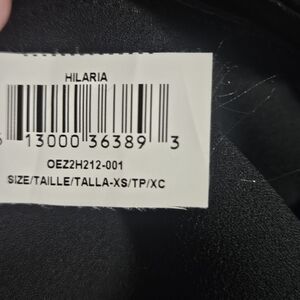 HILARIA
13000 36389 3
OEZ2H212-001
SIZE/TAILLE/TALLA-XS/TP/XC